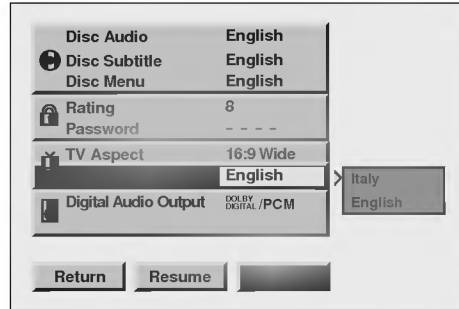 Disc Audio English
Disc Subtitle English
Disc Menu English
Rating 8
Password - - - -
TV Aspect 16:9 Wide
English
Italy
English
Digital Audio Output DOLBY DIGITAL /PCM
Return Resume